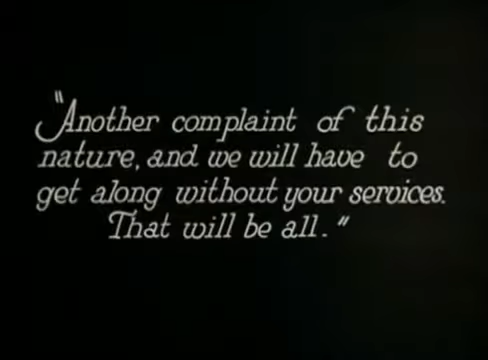 "Another complaint of this
nature, and we will have to
get along without your services.
That will be all."